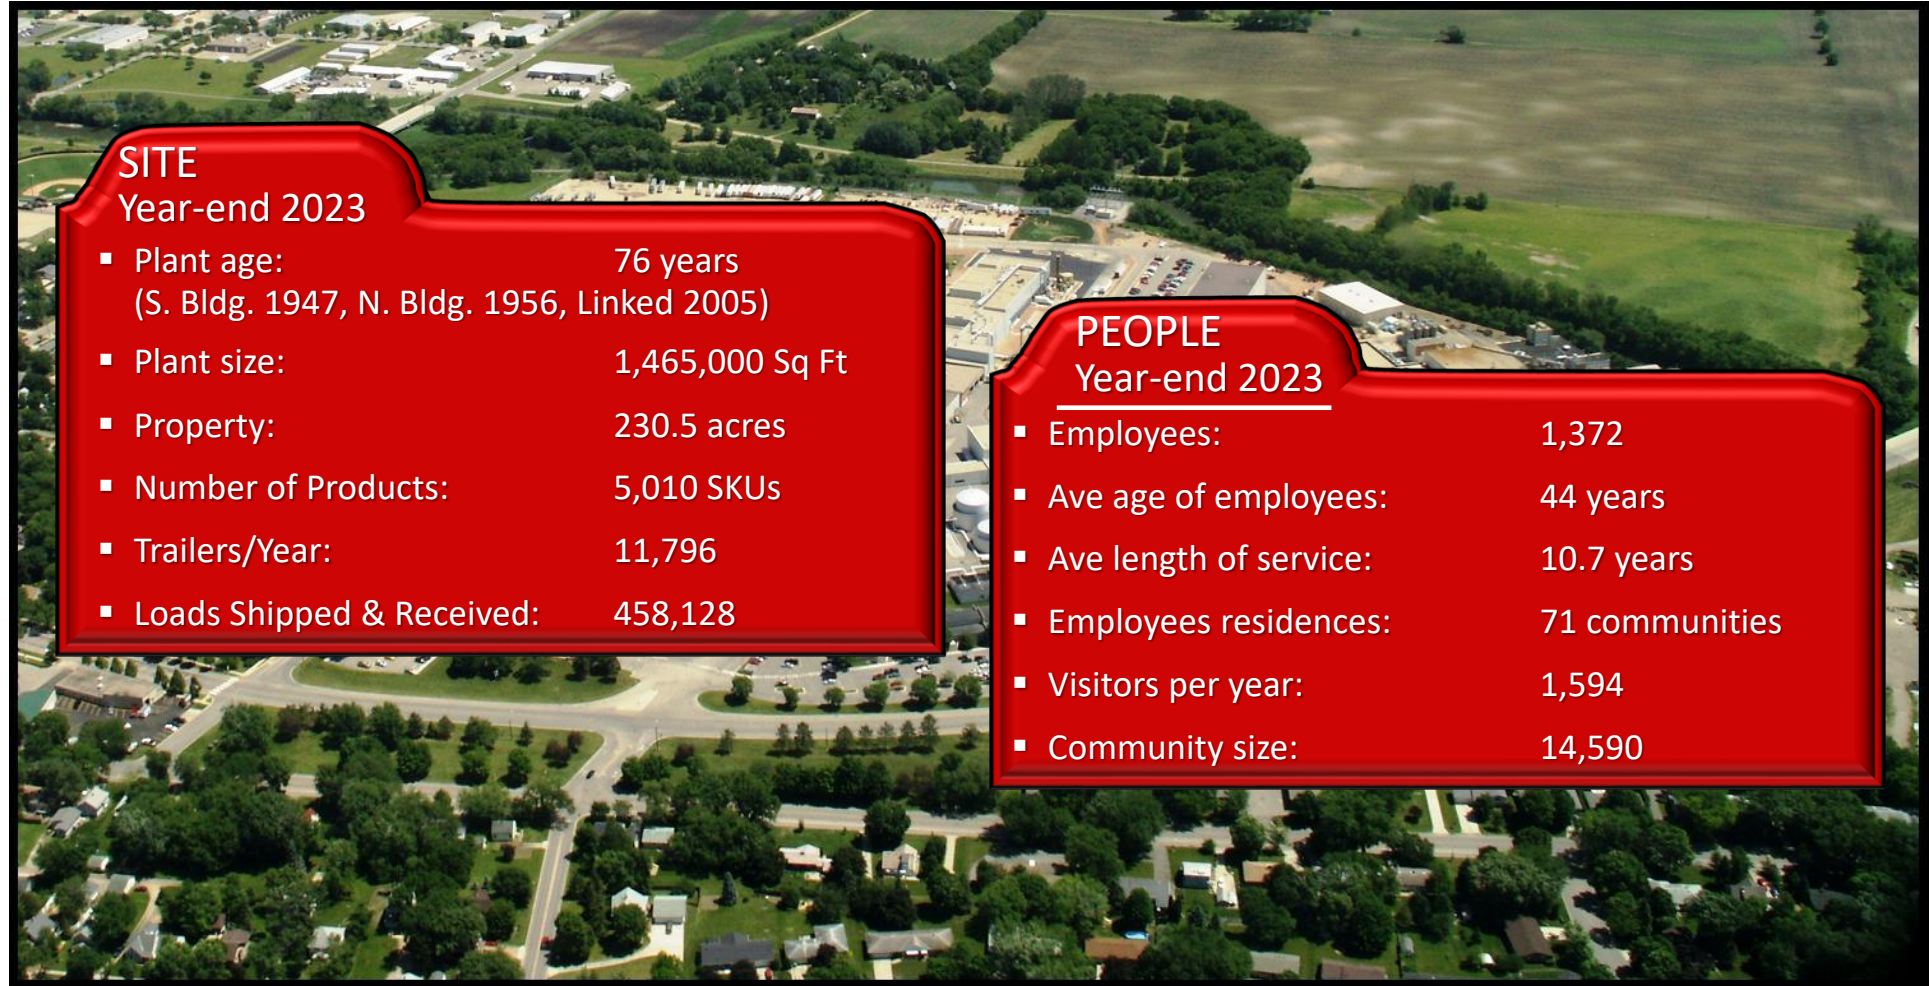 SITE
Year-end 2023
▪ Plant age: 76 years
(S. Bldg. 1947, N. Bldg. 1956, Linked 2005)
▪ Plant size: 1,465,000 Sq Ft
▪ Property: 230.5 acres
▪ Number of Products: 5,010 SKUs
▪ Trailers/Year: 11,796
▪ Loads Shipped & Received: 458,128
PEOPLE
Year-end 2023
▪ Employees: 1,372
▪ Ave age of employees: 44 years
▪ Ave length of service: 10.7 years
▪ Employees residences: 71 communities
▪ Visitors per year: 1,594
▪ Community size: 14,590